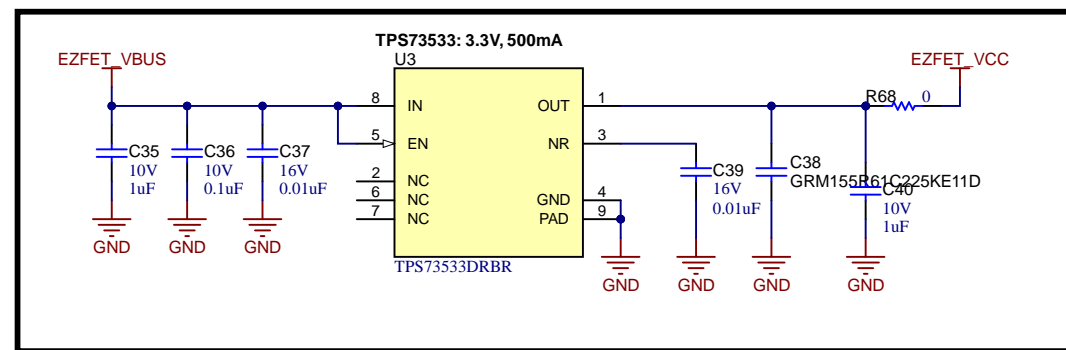 TPS73533: 3.3V, 500mA
U3
EZFET_VBUS
EZFET_VCC
8 IN
OUT 1
R68 0
5 EN
NR 3
C35
10V
1uF
C36
10V
0.1uF
C37
16V
0.01uF
2 NC
6 NC
7 NC
GND 4
PAD 9
C39
16V
0.01uF
C38
GRM155R61C225KE11D
C40
10V
1uF
TPS73533DRBR
GND
GND
GND
GND
GND
GND
GND